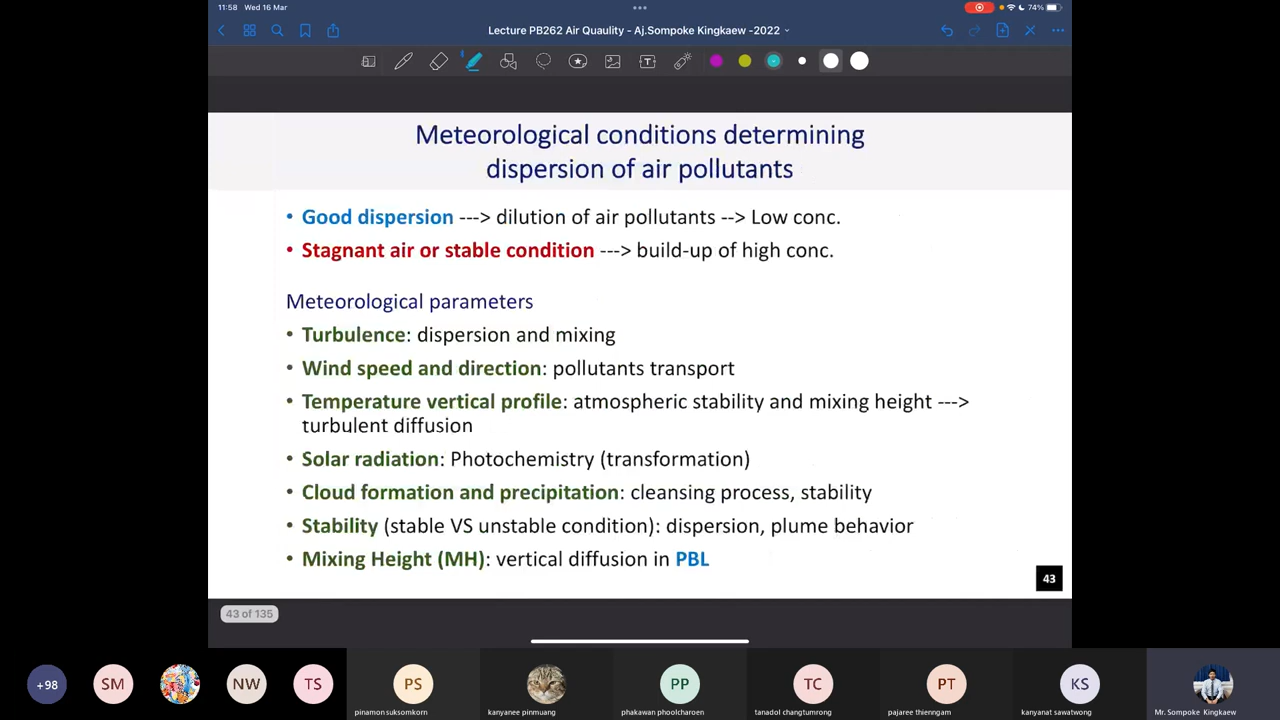 11:58 Wed 16 Mar
74%
Lecture PB262 Air Quaulity - Aj.Sompoke Kingkaew -2022
Meteorological conditions determining
dispersion of air pollutants
• Good dispersion ---> dilution of air pollutants --> Low conc.
• Stagnant air or stable condition ---> build-up of high conc.
Meteorological parameters
• Turbulence: dispersion and mixing
• Wind speed and direction: pollutants transport
• Temperature vertical profile: atmospheric stability and mixing height --->
turbulent diffusion
• Solar radiation: Photochemistry (transformation)
• Cloud formation and precipitation: cleansing process, stability
• Stability (stable VS unstable condition): dispersion, plume behavior
• Mixing Height (MH): vertical diffusion in PBL
43
43 of 135
+98 SM NW TS PS PP TC PT KS
pinamon suksomkorn kanyanee pinmuang phakawan phoolcharoen tanadol changtumrong pajaree thienngam kanyanat sawatwong Mr. Sompoke Kingkaew